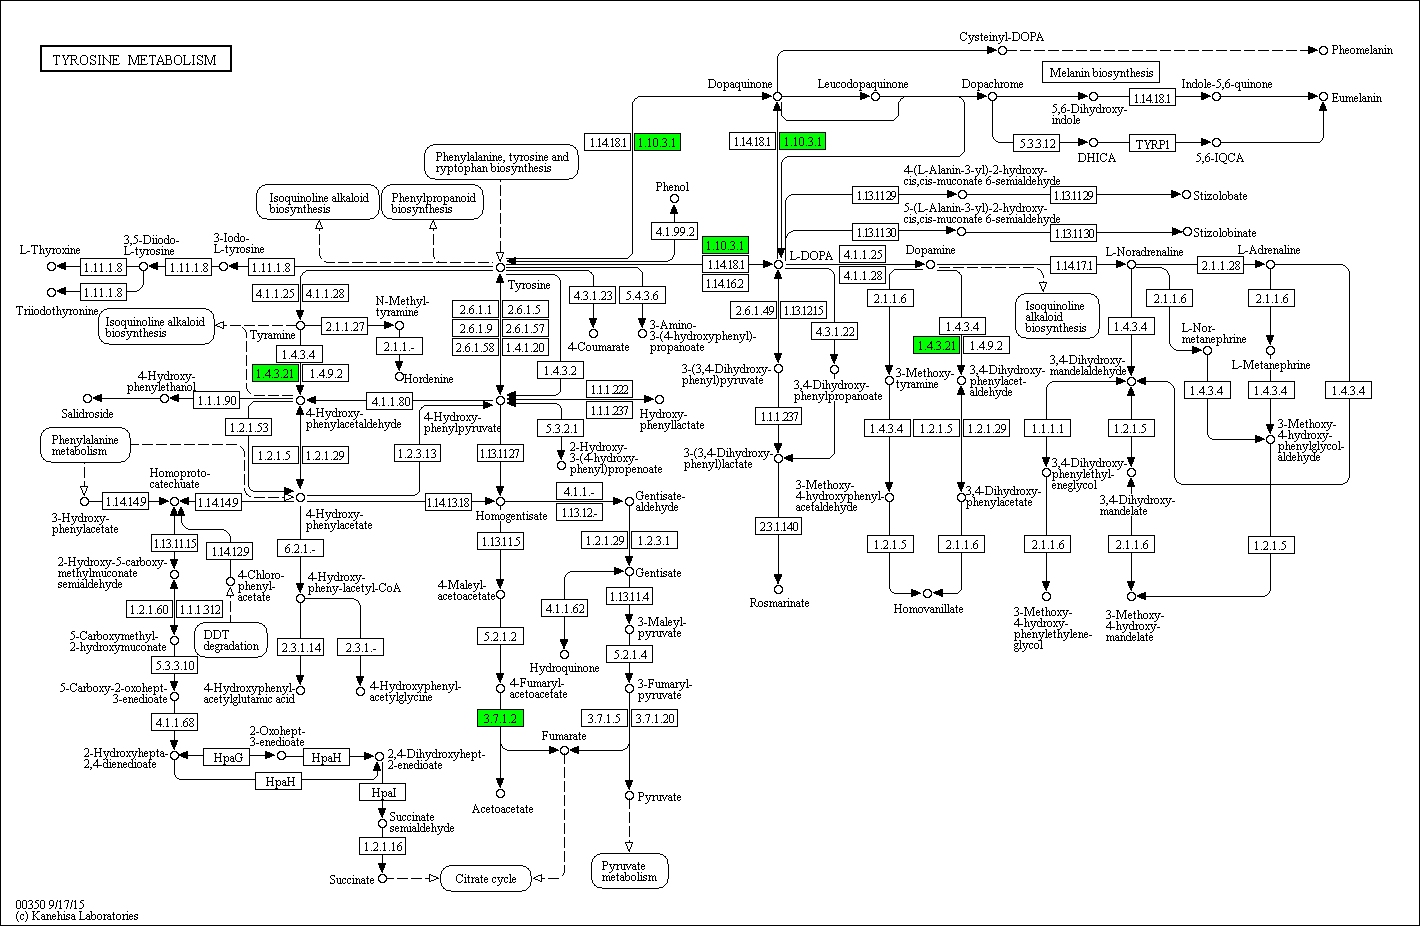 TYROSINE METABOLISM
Cysteinyl-DOPA
Pheomelanin
Melanin biosynthesis
Dopaquinone
Leucodopaquinone
Dopachrome
Indole-5,6-quinone
1.14.18.1
Eumelanin
5,6-Dihydroxy-
indole
1.14.18.1
1.10.3.1
1.14.18.1
1.10.3.1
5.3.3.12
TYRP1
DHICA
5,6-IQCA
Phenylalanine, tyrosine and
ryptophan biosynthesis
Isoquinoline alkaloid
biosynthesis
Phenylpropanoid
biosynthesis
Phenol
4.1.99.2
4-(L-Alanin-3-yl)-2-hydroxy-
cis,cis-muconate 6-semialdehyde
1.13.1129
1.13.1129
Stizolobate
5-(L-Alanin-3-yl)-2-hydroxy-
cis,cis-muconate 6-semialdehyde
1.13.1130
1.13.1130
Stizolobinate
L-Thyroxine
3,5-Diiodo-
L-tyrosine
3-Iodo-
L-tyrosine
1.11.1.8
1.11.1.8
1.11.1.8
1.11.1.8
Triiodothyronine
Tyrosine
1.10.3.1
1.14.18.1
1.14.16.2
L-DOPA
4.1.1.25
4.1.1.28
Dopamine
1.14.17.1
L-Noradrenaline
2.1.1.28
L-Adrenaline
4.1.1.25
4.1.1.28
4.3.1.23
5.4.3.6
2.6.1.1
2.6.1.5
2.6.1.9
2.6.1.57
2.6.1.58
1.4.1.20
4-Coumarate
3-Amino-
3-(4-hydroxyphenyl)-
propanoate
2.6.1.49
1.13.1215
4.3.1.22
2.1.1.6
Isoquinoline
alkaloid
biosynthesis
2.1.1.6
2.1.1.6
Isoquinoline alkaloid
biosynthesis
Tyramine
2.1.1.27
N-Methyl-
tyramine
2.1.1.-
Hordenine
1.4.3.4
1.4.3.21
1.4.9.2
1.4.3.2
1.4.3.4
1.4.3.21
1.4.9.2
1.4.3.4
L-Nor-
metanephrine
L-Metanephrine
3-(3,4-Dihydroxy-
phenyl)pyruvate
3,4-Dihydroxy-
phenylpropanoate
3-Methoxy-
tyramine
3,4-Dihydroxy-
phenylacet-
aldehyde
3,4-Dihydroxy-
mandelaldehyde
1.4.3.4
1.4.3.4
1.4.3.4
4-Hydroxy-
phenylethanol
Salidroside
1.1.1.90
4-Hydroxy-
phenylacetaldehyde
4.1.1.80
4-Hydroxy-
phenylpyruvate
1.1.1.222
1.1.1.237
Hydroxy-
phenyllactate
1.1.1.237
1.2.1.53
5.3.2.1
2-Hydroxy-
3-(4-hydroxy-
phenyl)propenoate
1.4.3.4
1.2.1.5
1.2.1.29
1.1.1.1
1.2.1.5
3-Methoxy-
4-hydroxy-
phenylglycol-
aldehyde
Phenylalanine
metabolism
1.2.1.5
1.2.1.29
1.2.3.13
1.13.1127
3-(3,4-Dihydroxy-
phenyl)lactate
3,4-Dihydroxy-
phenylethyl-
eneglycol
Homoproto-
catechuate
1.14.14.9
1.14.14.9
3-Hydroxy-
phenylacetate
4-Hydroxy-
phenylacetate
1.14.13.18
Homogentisate
4.1.1.-
1.13.12.-
Gentisate-
aldehyde
3-Methoxy-
4-hydroxyphenyl-
acetaldehyde
3,4-Dihydroxy-
phenylacetate
3,4-Dihydroxy-
mandelate
2.3.1.140
1.13.11.15
1.14.129
6.2.1.-
1.13.11.5
1.2.1.29
1.2.3.1
1.2.1.5
2.1.1.6
2.1.1.6
2.1.1.6
1.2.1.5
2-Hydroxy-5-carboxy-
methylmuconate
semialdehyde
4-Chloro-
phenyl-
acetate
4-Hydroxy-
pheny-lacetyl-CoA
4-Maleyl-
acetoacetate
Gentisate
Rosmarinate
Homovanillate
3-Methoxy-
4-hydroxy-
phenylethylene-
glycol
3-Methoxy-
4-hydroxy-
mandelate
1.2.1.60
1.1.1.312
4.1.1.62
1.13.11.4
DDT
degradation
5-Carboxymethyl-
2-hydroxymuconate
2.3.1.14
2.3.1.-
5.2.1.2
Hydroquinone
3-Maleyl-
pyruvate
5.2.1.4
5.3.3.10
5-Carboxy-2-oxohept-
3-enedioate
4-Hydroxyphenyl-
acetylglutamic acid
4-Hydroxyphenyl-
acetylglycine
4-Fumaryl-
acetoacetate
3-Fumaryl-
pyruvate
4.1.1.68
3.7.1.2
3.7.1.5
3.7.1.20
2-Hydroxyhepta-
2,4-dienedioate
HpaG
2-Oxohept-
3-enedioate
HpaH
2,4-Dihydroxyhept-
2-enedioate
Fumarate
HpaH
HpaI
Acetoacetate
Pyruvate
Succinate
semialdehyde
1.2.1.16
Succinate
Citrate cycle
Pyruvate
metabolism
00350 9/17/15
(c) Kanehisa Laboratories